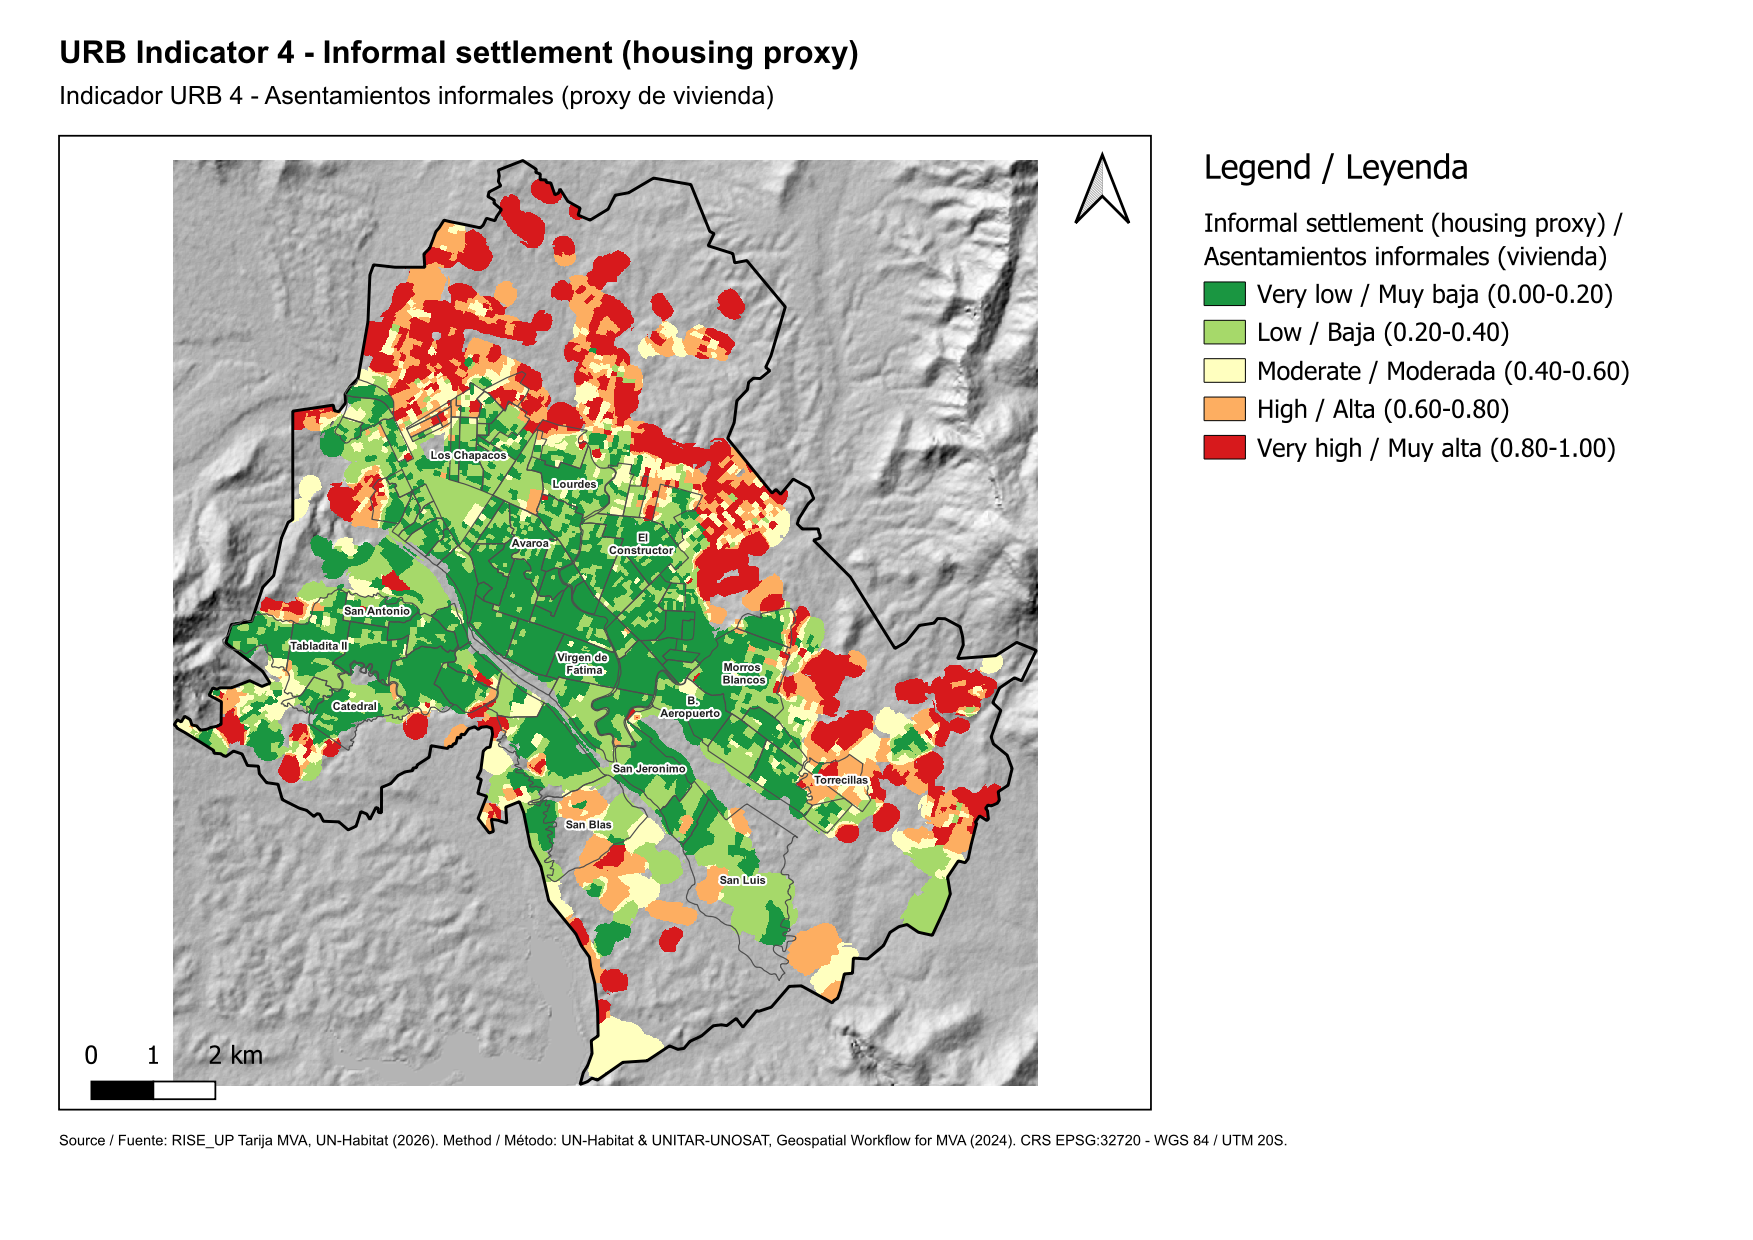 URB Indicator 4 - Informal settlement (housing proxy)
Indicador URB 4 - Asentamientos informales (proxy de vivienda)
Legend / Leyenda
Informal settlement (housing proxy) /
Asentamientos informales (vivienda)
Very low / Muy baja (0.00-0.20)
Low / Baja (0.20-0.40)
Moderate / Moderada (0.40-0.60)
High / Alta (0.60-0.80)
Very high / Muy alta (0.80-1.00)
Los Chapacos
Lourdes
Avaroa
El
Constructor
San Antonio
Tabladita II
Virgen de
Fatima
Morros
Blancos
Catedral
B.
Aeropuerto
San Jeronimo
Torrecillas
San Blas
San Luis
0 1 2 km
Source / Fuente: RISE_UP Tarija MVA, UN-Habitat (2026). Method / Método: UN-Habitat & UNITAR-UNOSAT, Geospatial Workflow for MVA (2024). CRS EPSG:32720 - WGS 84 / UTM 20S.